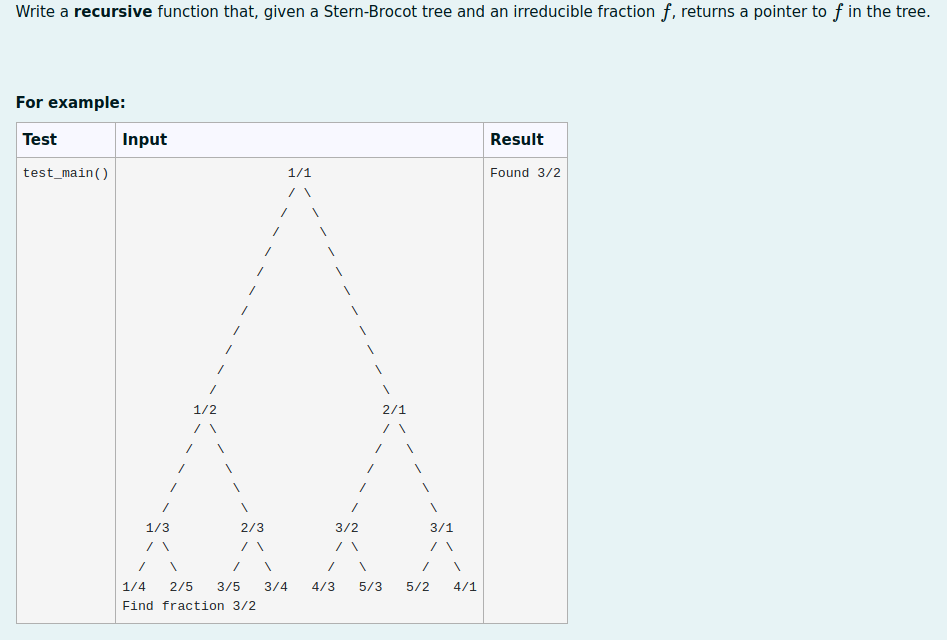 Write a recursive function that, given a Stern-Brocot tree and an irreducible fraction f, returns a pointer to f in the tree.
For example:
Test Input Result
test_main() 1/1 Found 3/2
/ \
/ \
/ \
/ \
/ \
/ \
/ \
/ \
/ \
/ \
/ \
1/2 2/1
/ \ / \
/ \ / \
/ \ / \
/ \ / \
/ \ / \
1/3 2/3 3/2 3/1
/ \ / \ / \ / \
/ \ / \ / \ / \
1/4 2/5 3/5 3/4 4/3 5/3 5/2 4/1
Find fraction 3/2